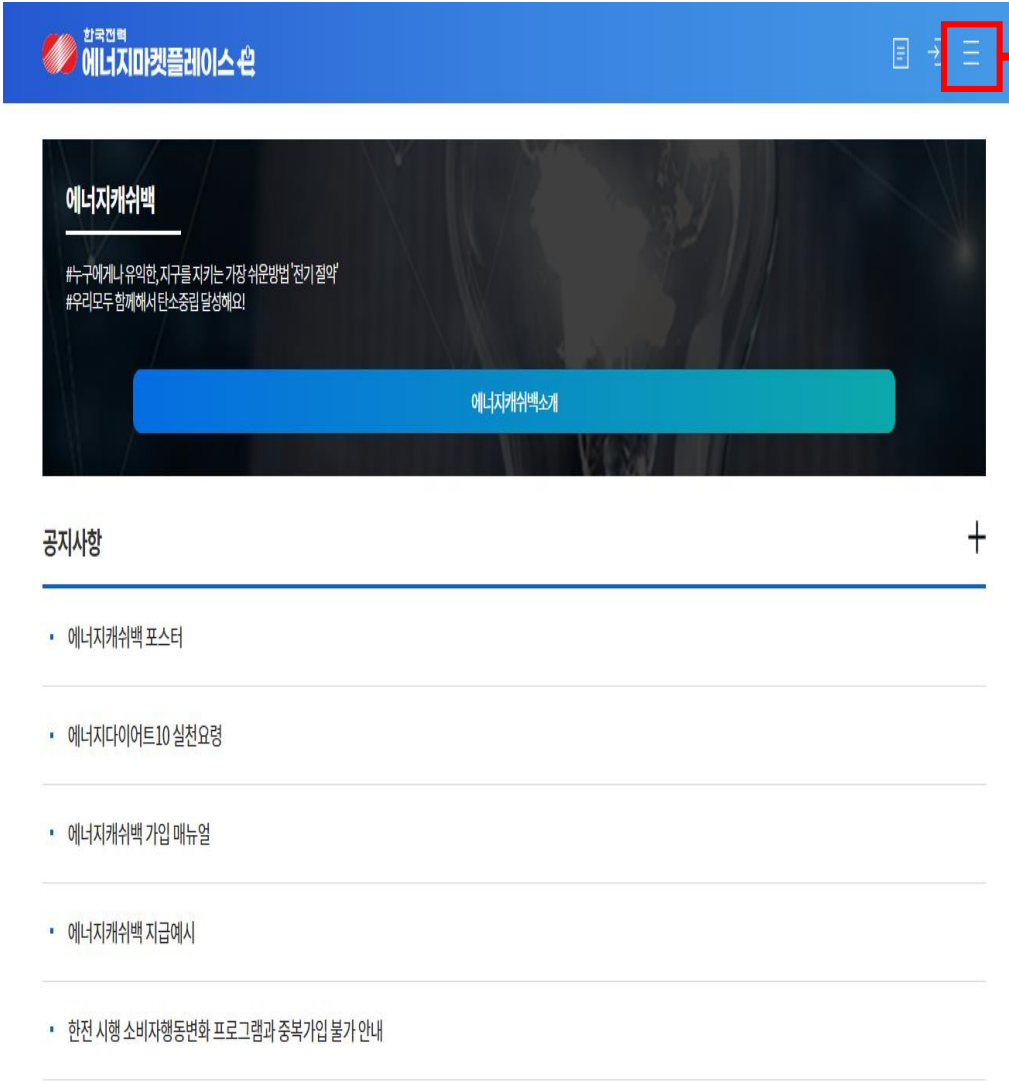 한국전력
에너지마켓플레이스
에너지캐쉬백
#누구에게나 유익한, 지구를 지키는 가장 쉬운방법 '전기 절약'
#우리모두 함께해서 탄소중립 달성해요!
에너지캐쉬백소개
공지사항
에너지캐쉬백 포스터
에너지다이어트10 실천요령
에너지캐쉬백 가입 매뉴얼
에너지캐쉬백 지급예시
한전 시행 소비자행동변화 프로그램과 중복가입 불가 안내